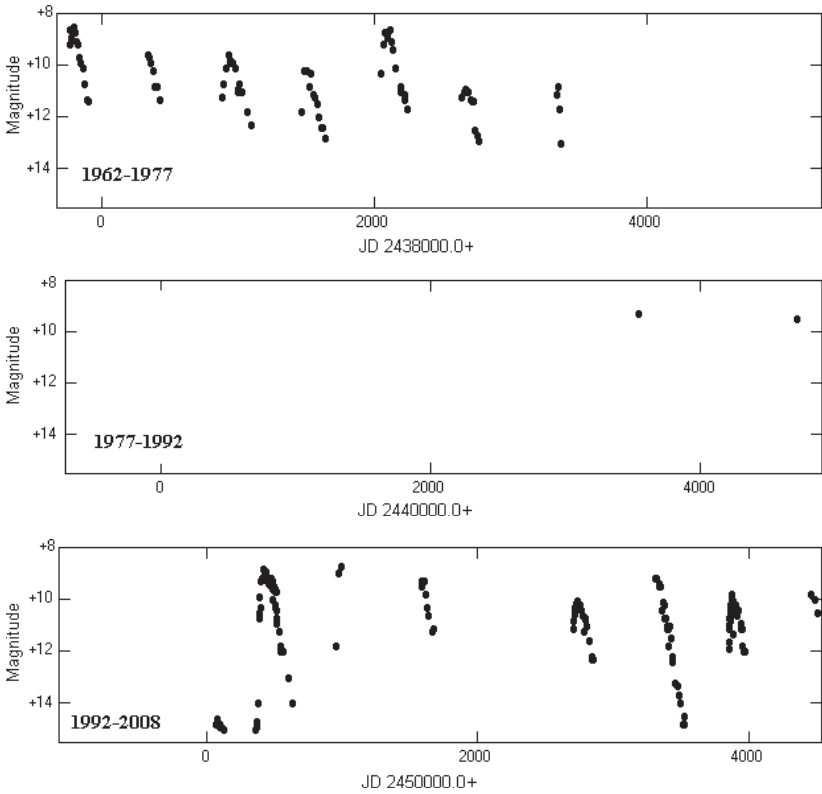 +8
+10
+12
+14
Magnitude
1962-1977
0 2000 4000
JD 2438000.0+
+8
+10
+12
+14
Magnitude
1977-1992
0 2000 4000
JD 2440000.0+
+8
+10
+12
+14
Magnitude
1992-2008
0 2000 4000
JD 2450000.0+